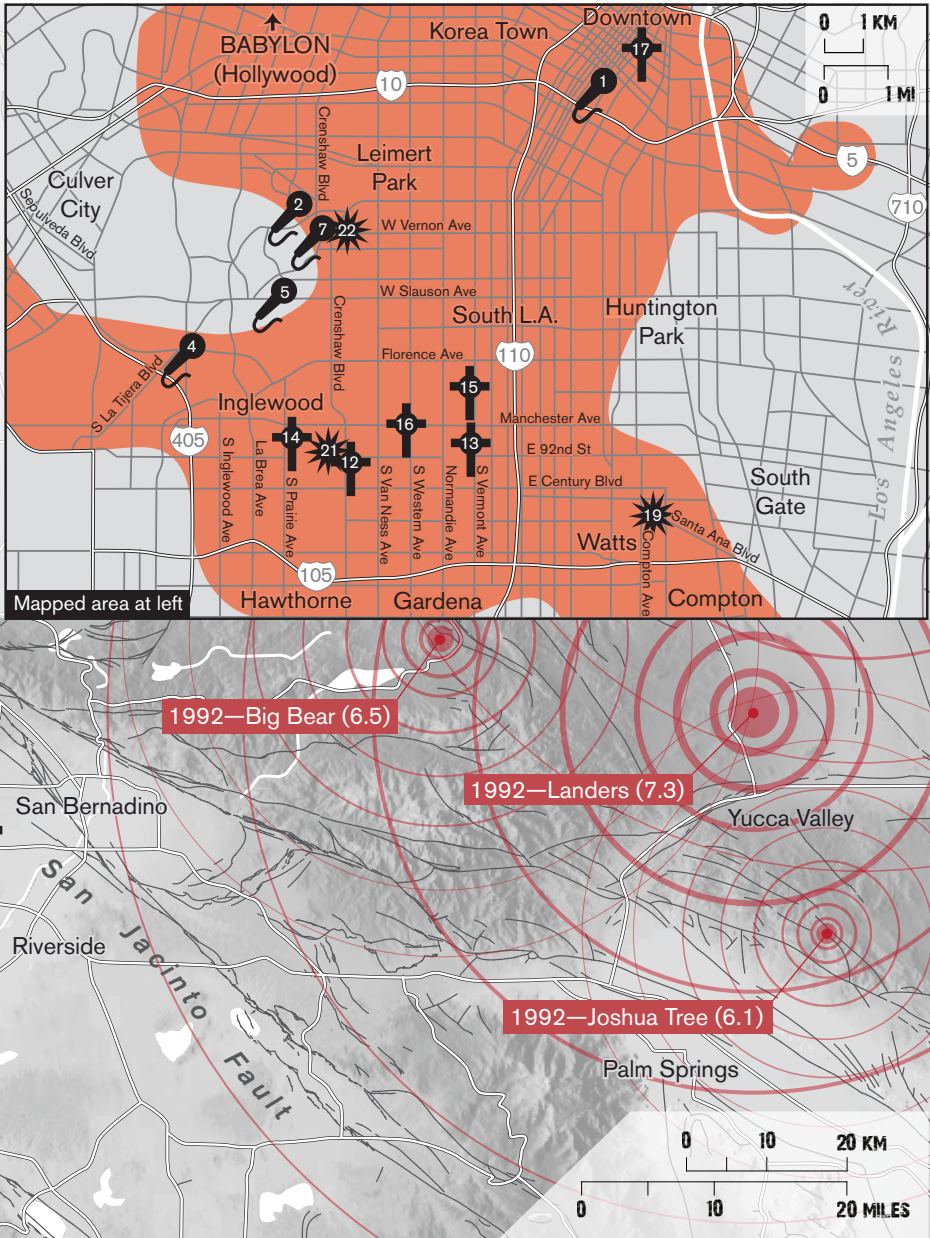 Downtown
Korea Town
BABYLON
(Hollywood)
0 1 KM
0 1 MI
17
1
10
5
710
Crenshaw Blvd
Leimert
Park
Culver
City
Sepulveda Blvd
2
7
22
W Vernon Ave
5
W Slauson Ave
Crenshaw Blvd
South L.A.
Huntington
Park
Los Angeles River
4
Florence Ave
110
S La Tijera Blvd
15
Inglewood
405
14
21
12
16
13
Manchester Ave
E 92nd St
E Century Blvd
S Inglewood Ave
La Brea Ave
S Prairie Ave
S Van Ness Ave
S Western Ave
Normandie Ave
S Vermont Ave
South
Gate
19
Santa Ana Blvd
Watts
Compton Ave
105
Hawthorne
Gardena
Compton
Mapped area at left
1992—Big Bear (6.5)
1992—Landers (7.3)
San Bernadino
Yucca Valley
San Jacinto Fault
Riverside
1992—Joshua Tree (6.1)
Palm Springs
0 10 20 KM
0 10 20 MILES